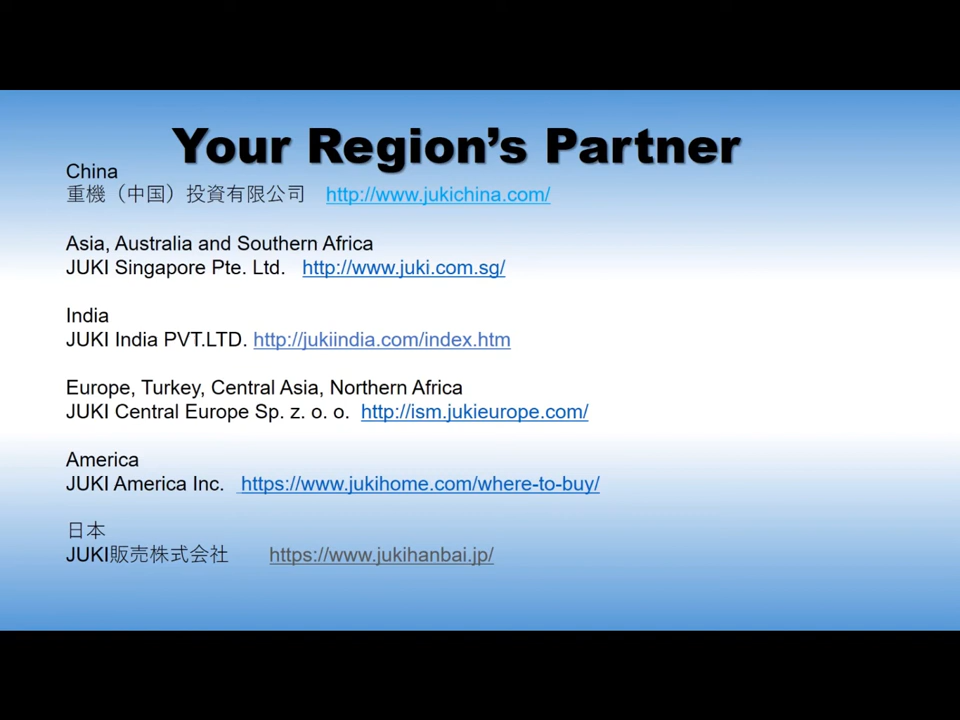 Your Region's Partner
China
重機（中国）投資有限公司 http://www.jukichina.com/
Asia, Australia and Southern Africa
JUKI Singapore Pte. Ltd. http://www.juki.com.sg/
India
JUKI India PVT.LTD. http://jukiindia.com/index.htm
Europe, Turkey, Central Asia, Northern Africa
JUKI Central Europe Sp. z. o. o. http://ism.jukieurope.com/
America
JUKI America Inc. https://www.jukihome.com/where-to-buy/
日本
JUKI販売株式会社 https://www.jukihanbai.jp/